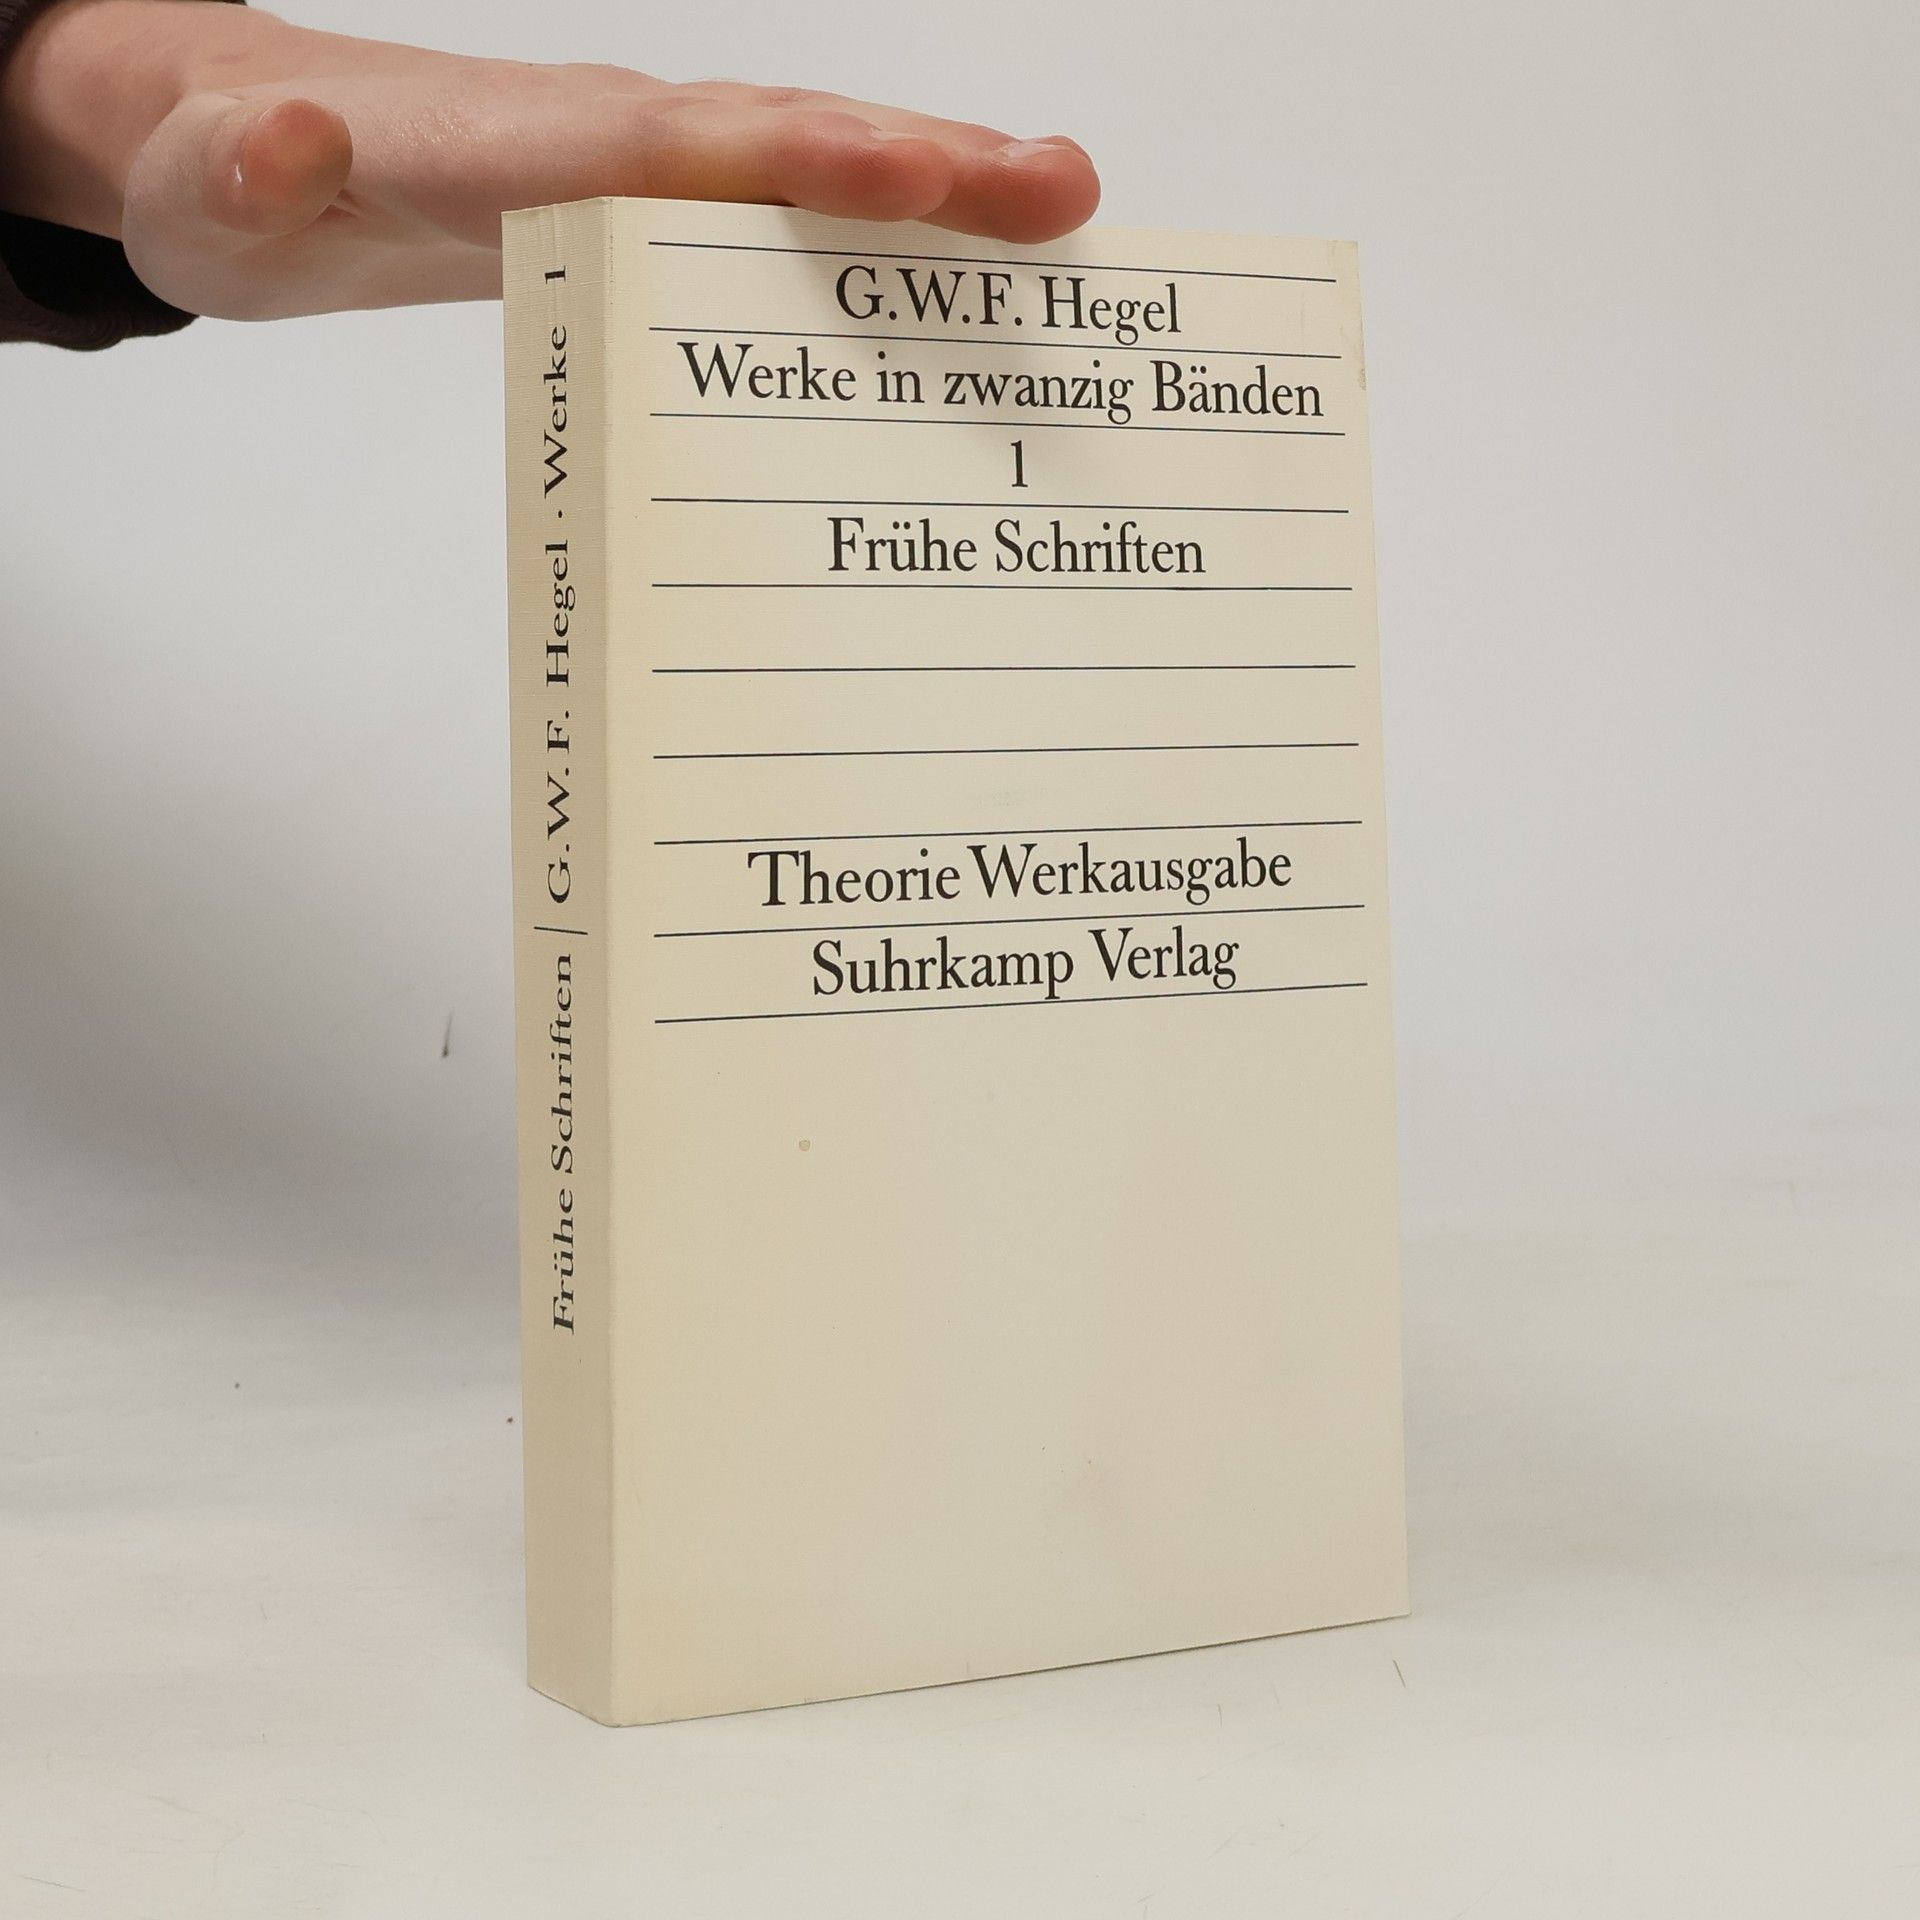 G.W.F. Hegel
Werke in zwanzig Bänden
1
Frühe Schriften
Theorie Werkausgabe
Suhrkamp Verlag
Frühe Schriften | G.W. F. Hegel · Werke 1